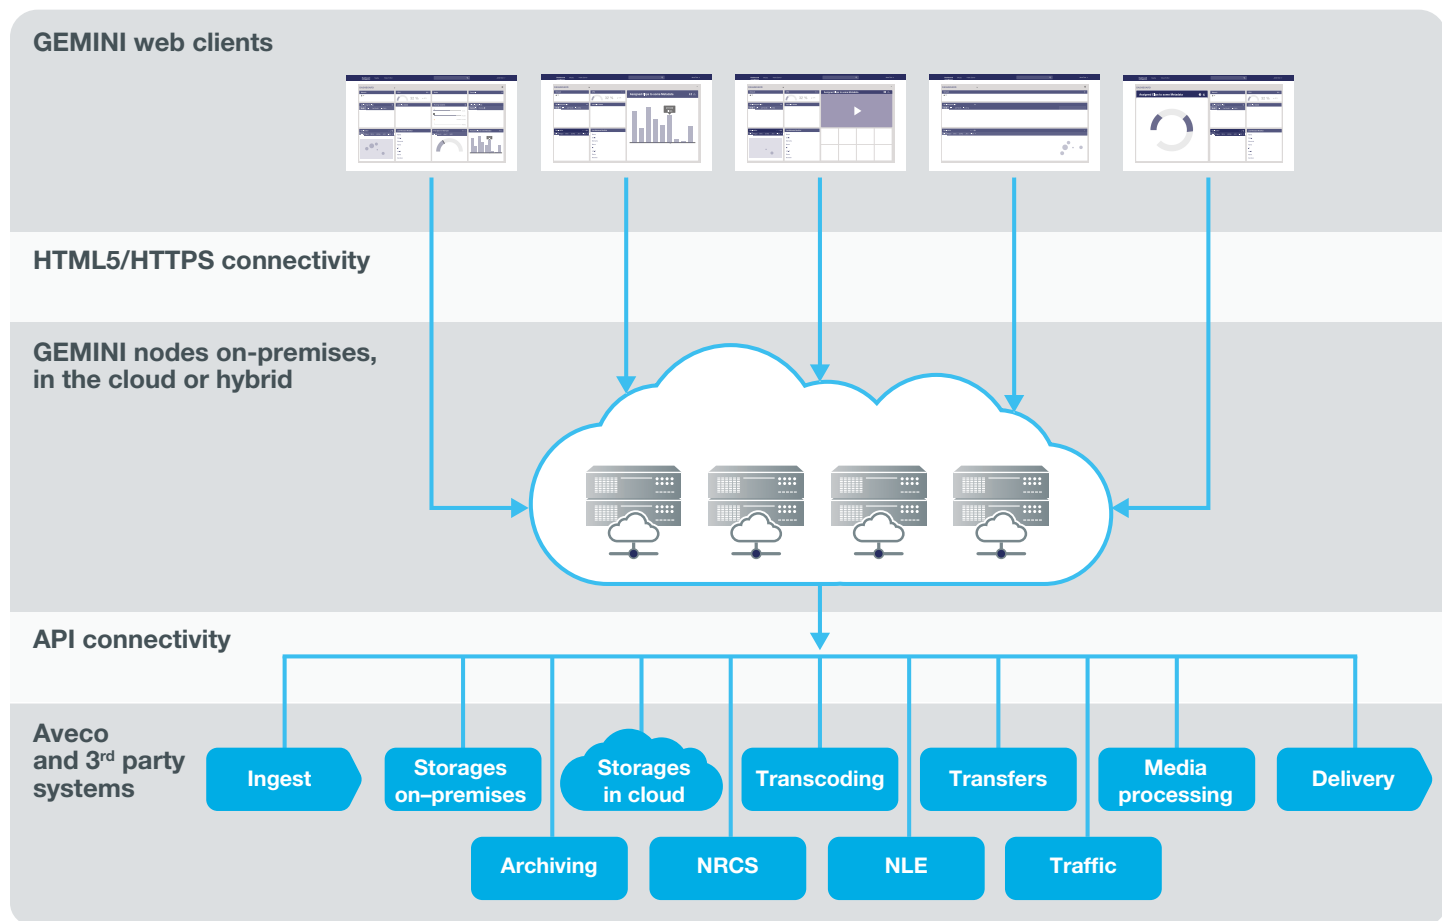 GEMINI web clients
HTML5/HTTPS connectivity
GEMINI nodes on-premises,
in the cloud or hybrid
API connectivity
Aveco
and 3rd party
systems
Ingest
Storages
on–premises
Storages
in cloud
Transcoding
Transfers
Media
processing
Delivery
Archiving
NRCS
NLE
Traffic